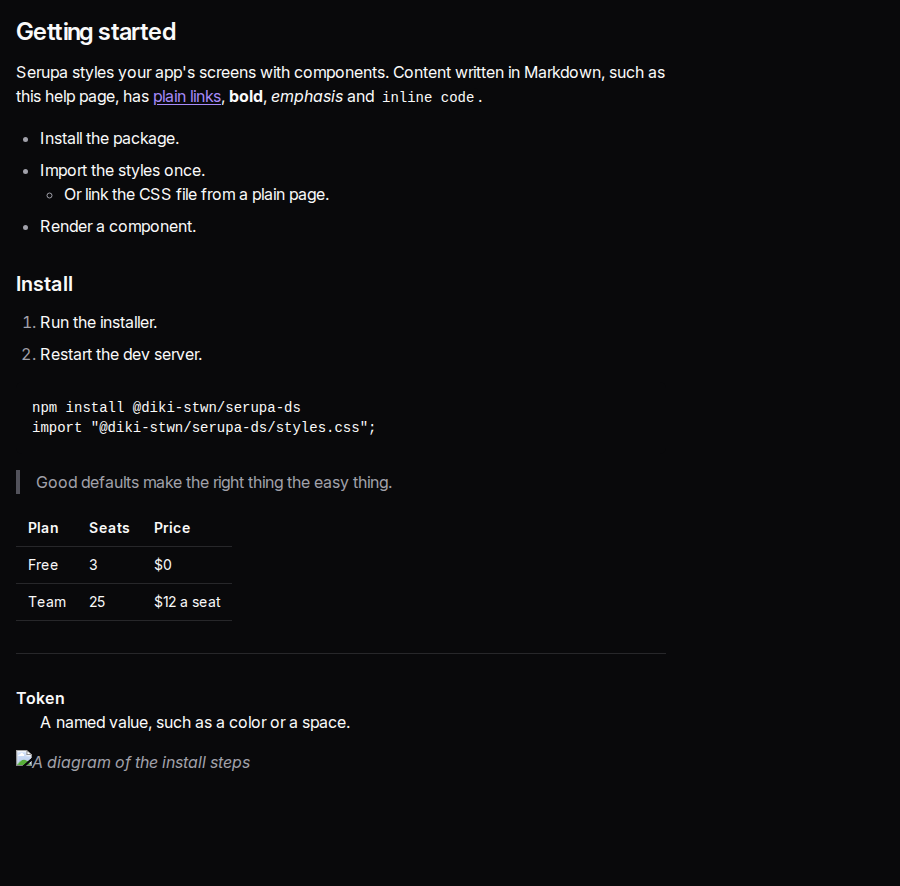 Getting started
Serupa styles your app's screens with components. Content written in Markdown, such as
this help page, has plain links, bold, emphasis and inline code.
Install the package.
Import the styles once.
Or link the CSS file from a plain page.
Render a component.
Install
1. Run the installer.
2. Restart the dev server.
npm install @diki-stwn/serupa-ds
import "@diki-stwn/serupa-ds/styles.css";
Good defaults make the right thing the easy thing.
Plan Seats Price
Free 3 $0
Team 25 $12 a seat
Token
A named value, such as a color or a space.
A diagram of the install steps